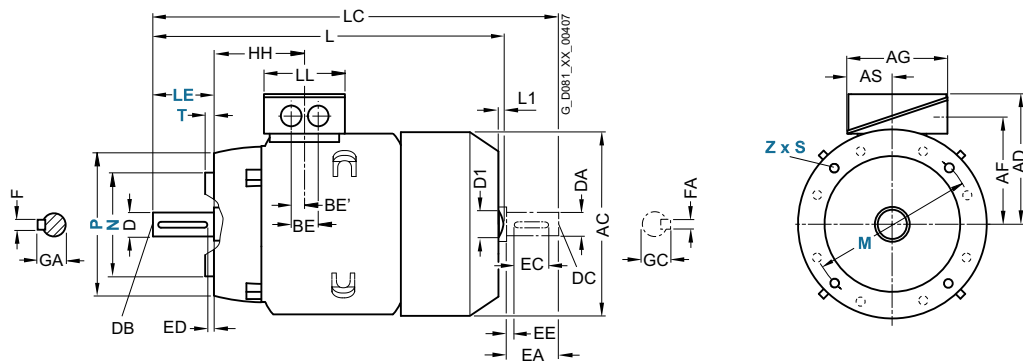 LC
L
HH
LL
LE
T
L1
G_D081_XX_00407
F
GA
P
N
D
BE'
BE
D1
DA
AC
FA
GC
EC
DC
EE
EA
DB
ED
AG
AS
Z x S
AF
AD
M